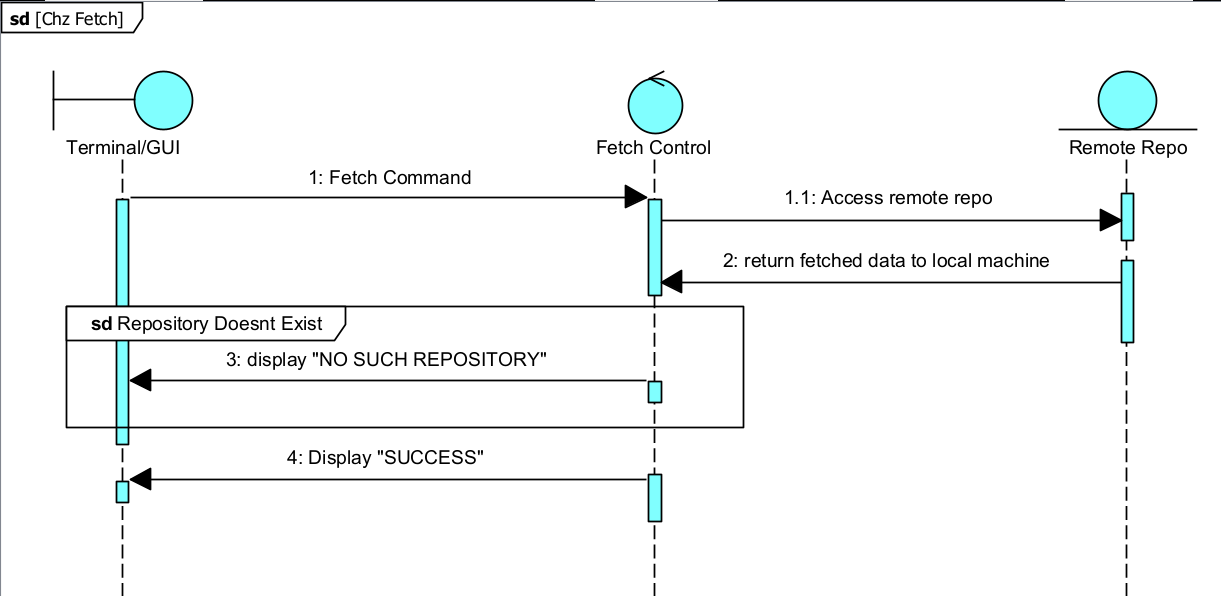 sd [Chz Fetch]
Terminal/GUI
Fetch Control
Remote Repo
1: Fetch Command
1.1: Access remote repo
2: return fetched data to local machine
sd Repository Doesnt Exist
3: display "NO SUCH REPOSITORY"
4: Display "SUCCESS"